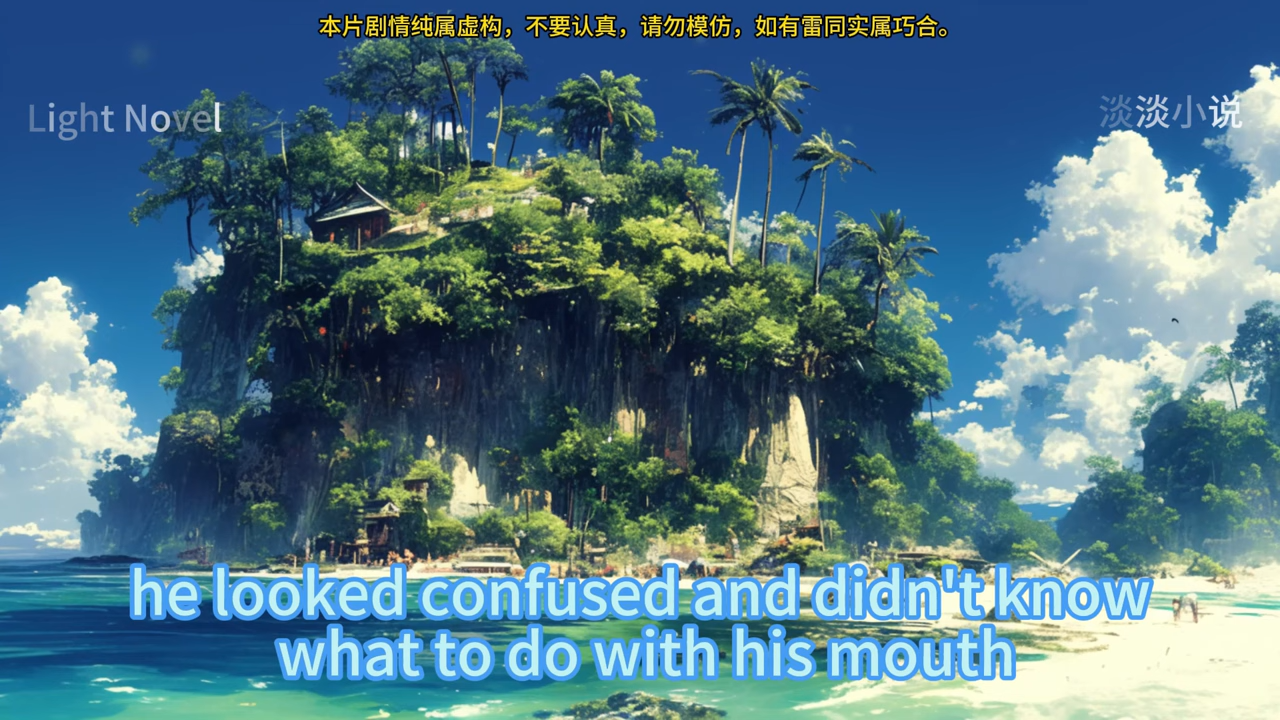 本片剧情纯属虚构，不要认真，请勿模仿，如有雷同实属巧合。
Light Novel
淡淡小说
he looked confused and didn't know
what to do with his mouth